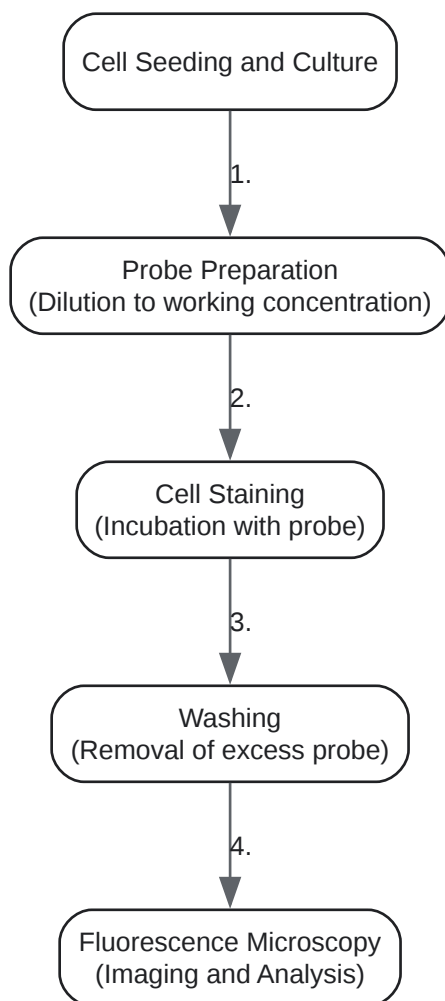 Cell Seeding and Culture
1.
Probe Preparation
(Dilution to working concentration)
2.
Cell Staining
(Incubation with probe)
3.
Washing
(Removal of excess probe)
4.
Fluorescence Microscopy
(Imaging and Analysis)